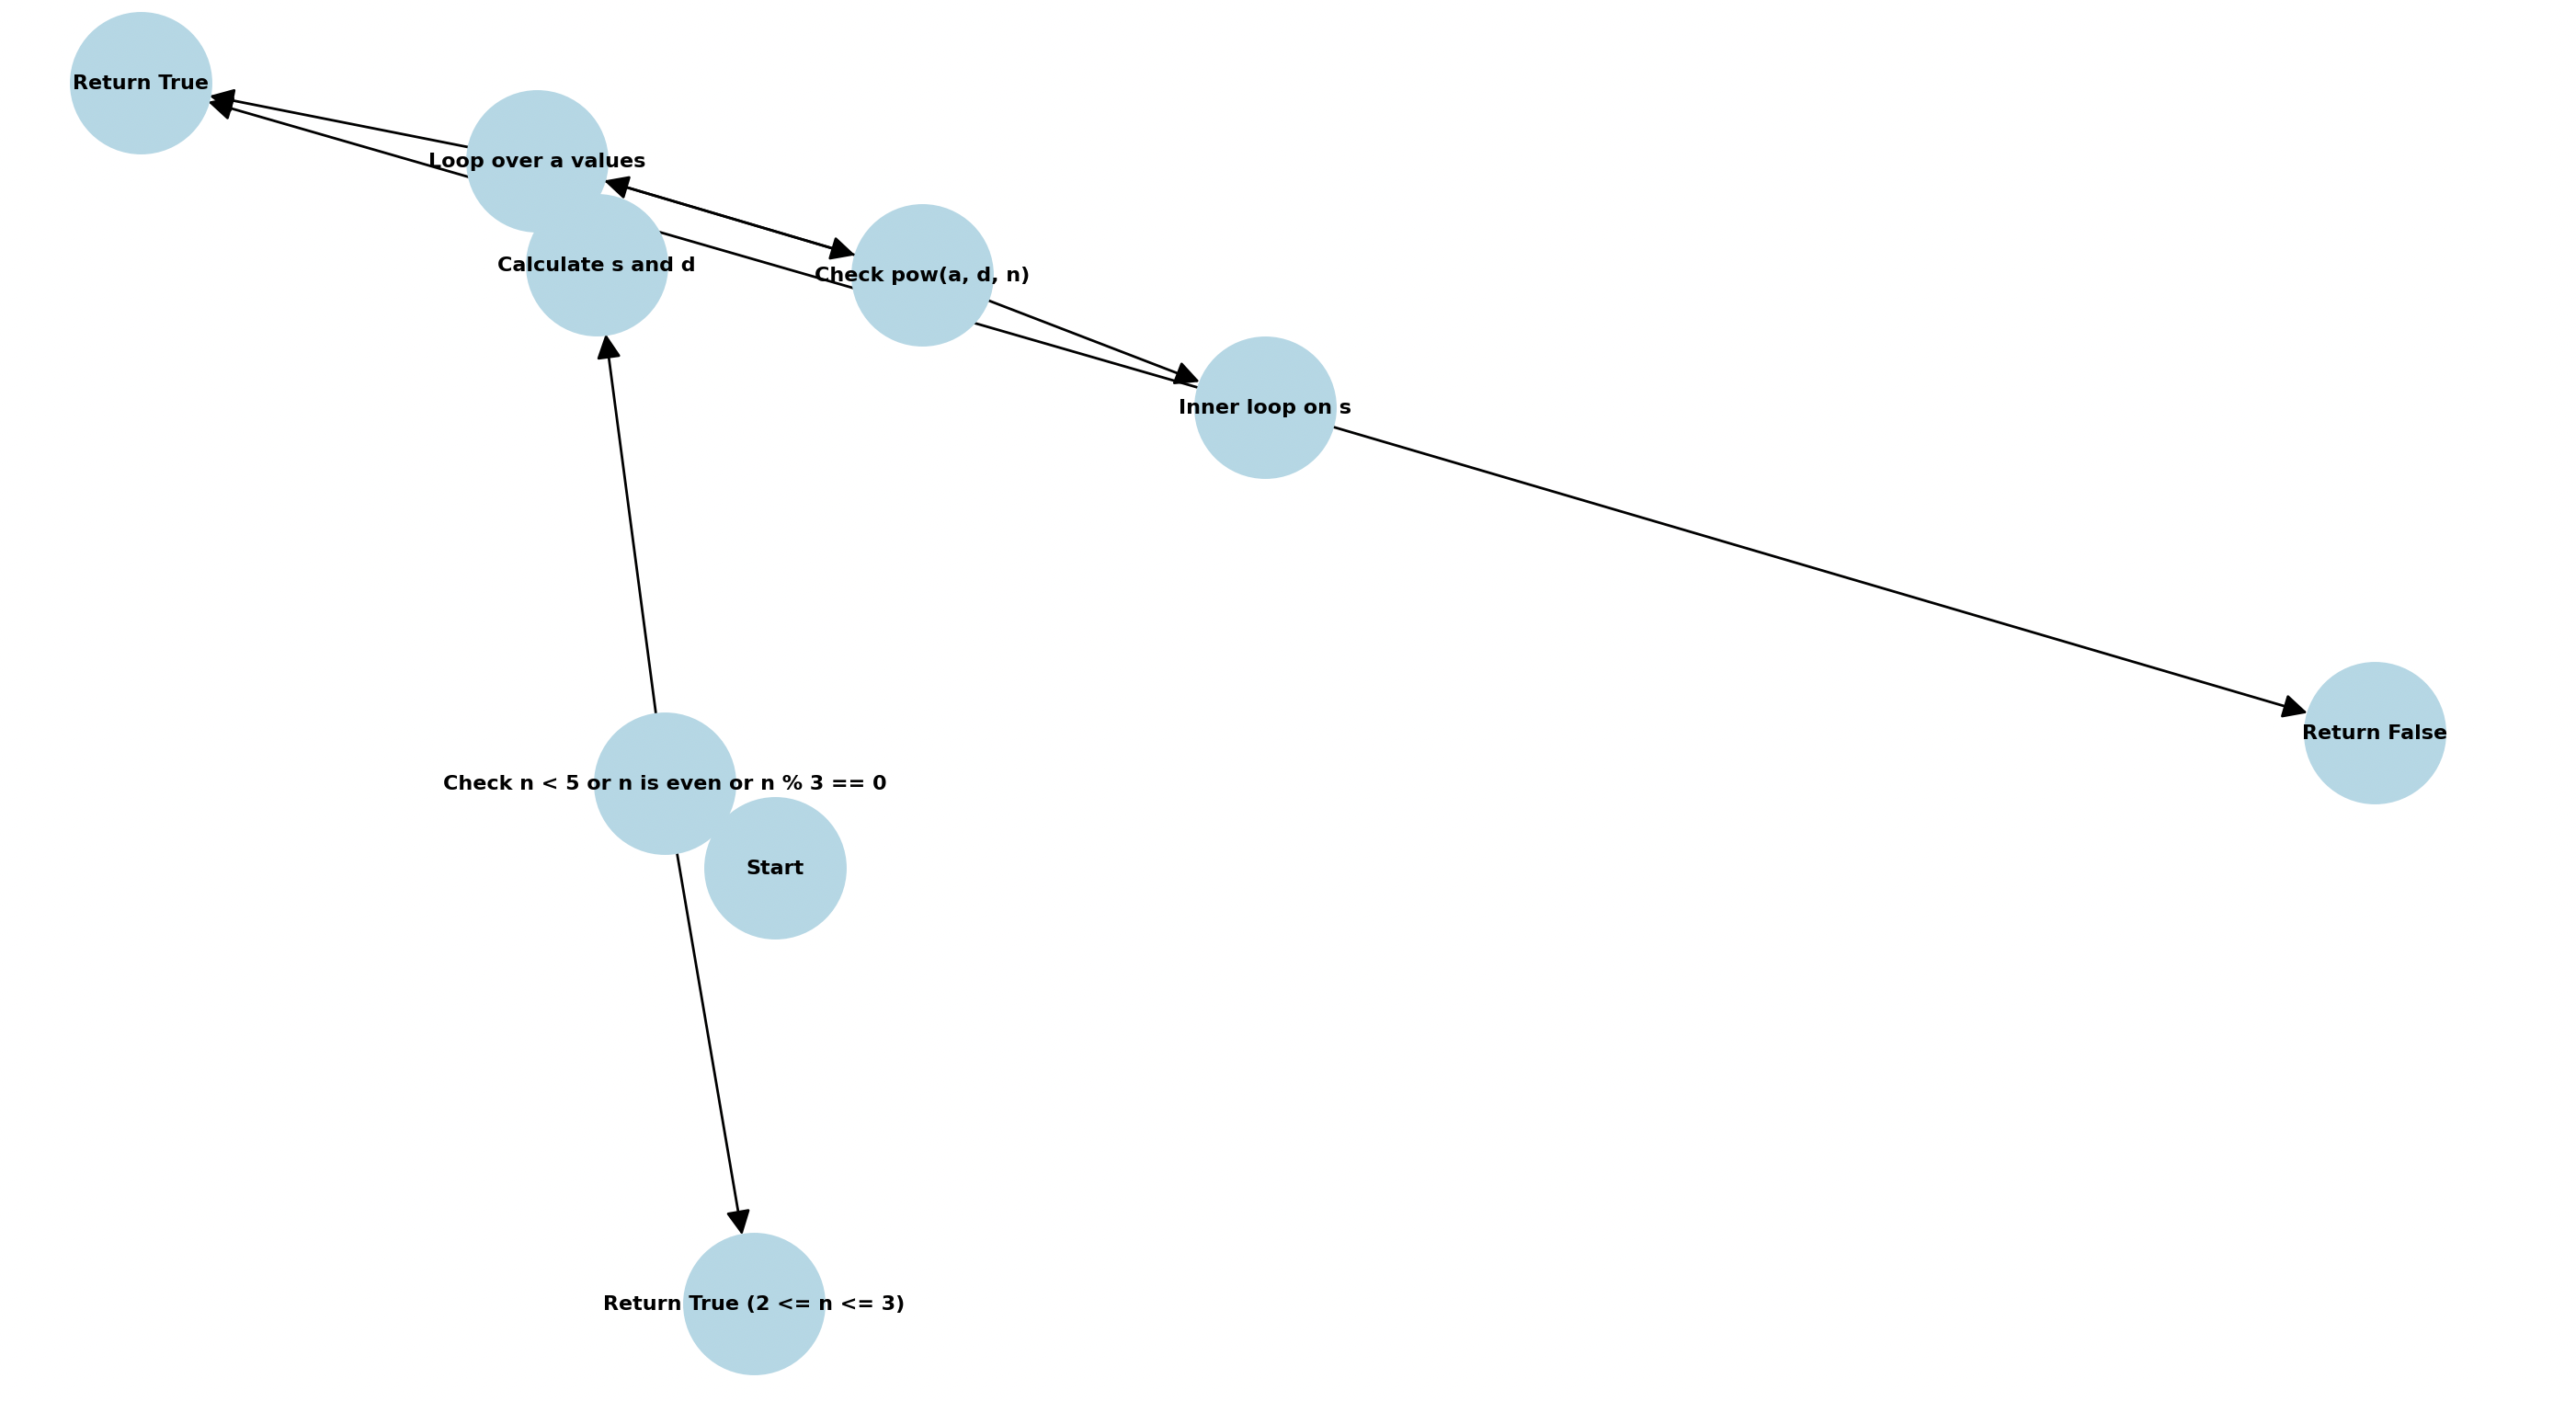 Return True
Loop over a values
Calculate s and d
Check pow(a, d, n)
Inner loop on s
Return False
Check n < 5 or n is even or n % 3 == 0
Start
Return True (2 <= n <= 3)